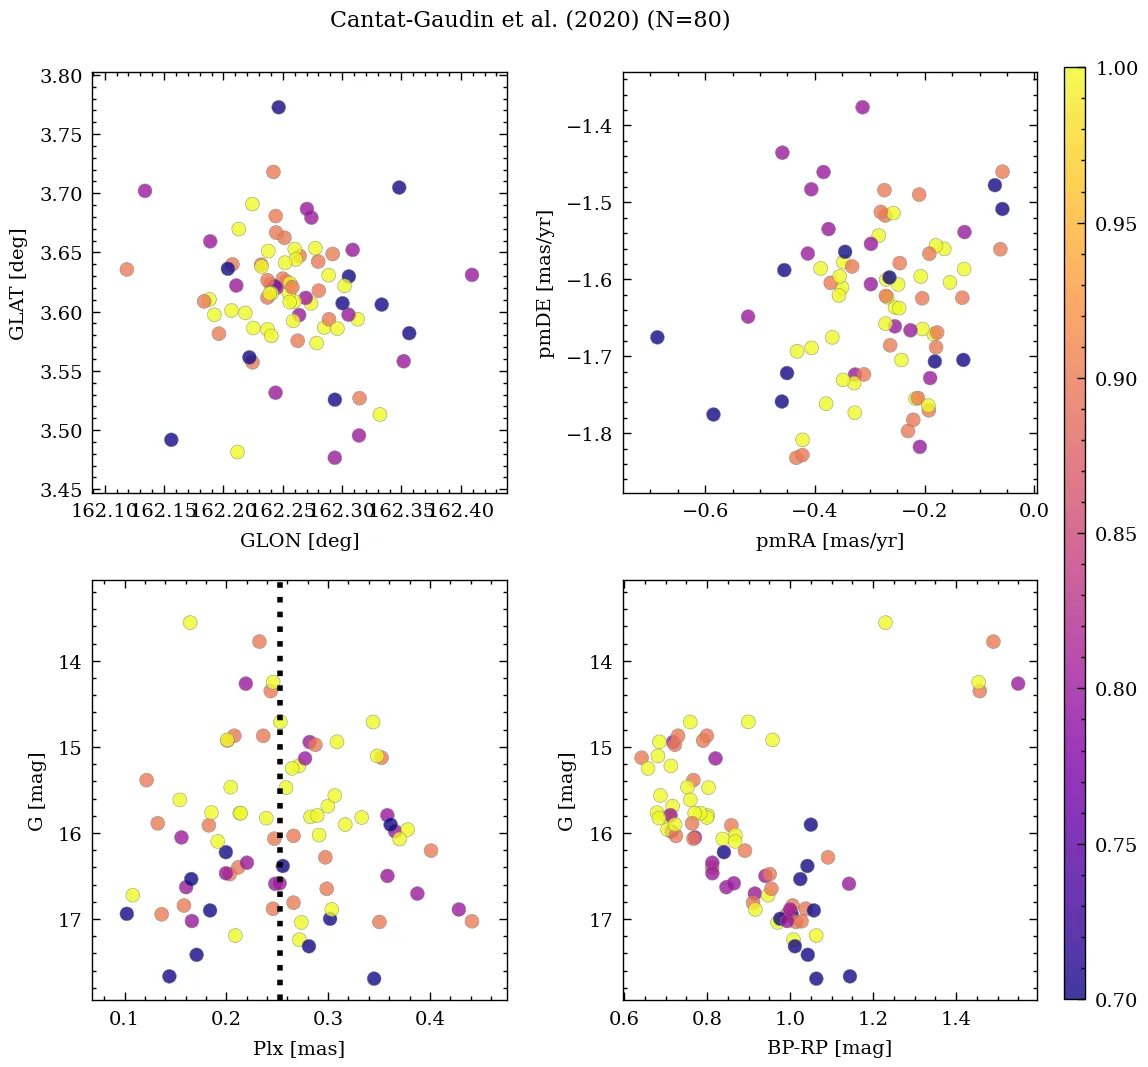 Cantat-Gaudin et al. (2020) (N=80)
3.80
3.75
3.70
3.65
3.60
3.55
3.50
3.45
GLAT [deg]
162.10 162.15 162.20 162.25 162.30 162.35 162.40
GLON [deg]
−1.4
−1.5
−1.6
−1.7
−1.8
pmDE [mas/yr]
−0.6 −0.4 −0.2 0.0
pmRA [mas/yr]
14
15
16
17
G [mag]
0.1 0.2 0.3 0.4
Plx [mas]
14
15
16
17
G [mag]
0.6 0.8 1.0 1.2 1.4
BP-RP [mag]
1.00
0.95
0.90
0.85
0.80
0.75
0.70